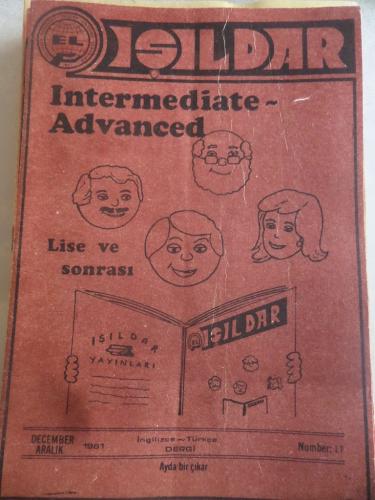 EL
IŞILDAR
Intermediate ~
Advanced
Lise ve
sonrası
IŞILDAR
YAYINLARI
IŞILDAR
DECEMBER
ARALIK
1981
İngilizce - Türkçe
DERGİ
Number:
Ayda bir çıkar